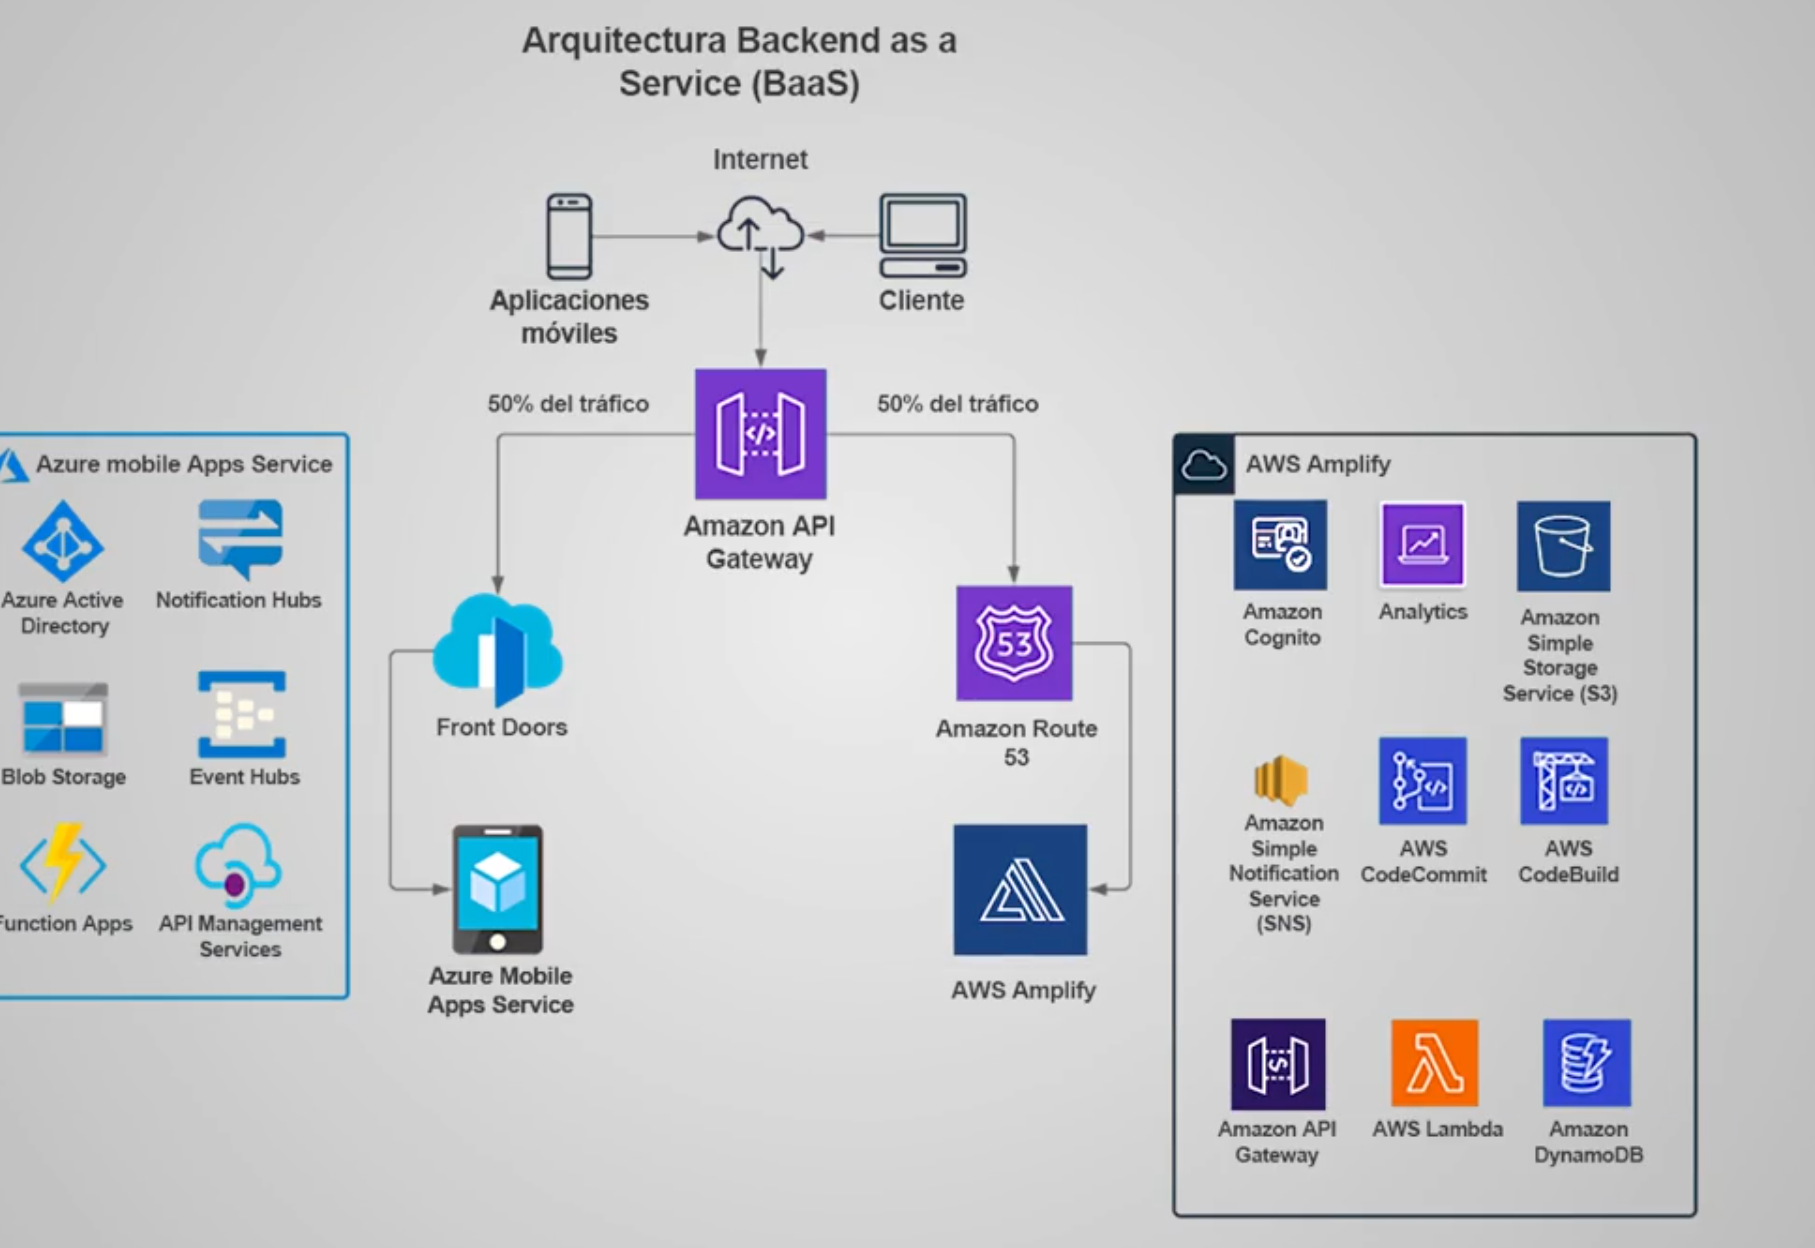 Arquitectura Backend as a
Service (BaaS)
Internet
Aplicaciones
móviles
Cliente
50% del tráfico
50% del tráfico
Amazon API
Gateway
Front Doors
Amazon Route
53
53
Azure Mobile
Apps Service
AWS Amplify
Azure mobile Apps Service
Azure Active
Directory
Notification Hubs
Blob Storage
Event Hubs
Function Apps
API Management
Services
AWS Amplify
Amazon
Cognito
Analytics
Amazon
Simple
Storage
Service (S3)
Amazon
Simple
Notification
Service
(SNS)
AWS
CodeCommit
AWS
CodeBuild
Amazon API
Gateway
AWS Lambda
Amazon
DynamoDB